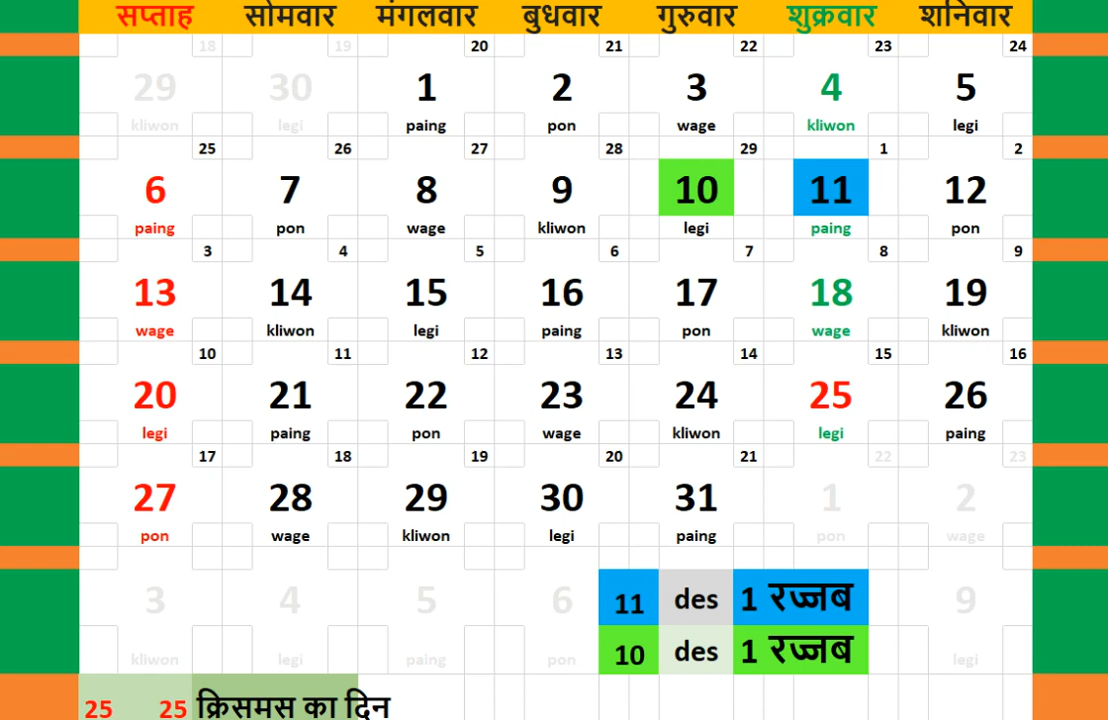 सप्ताह सोमवार मंगलवार बुधवार गुरुवार शुक्रवार शनिवार
18 19 20 21 22 23 24
29 30 1 2 3 4 5
kliwon legi paing pon wage kliwon legi
25 26 27 28 29 1 2
6 7 8 9 10 11 12
paing pon wage kliwon legi paing pon
3 4 5 6 7 8 9
13 14 15 16 17 18 19
wage kliwon legi paing pon wage kliwon
10 11 12 13 14 15 16
20 21 22 23 24 25 26
legi paing pon wage kliwon legi paing
17 18 19 20 21 22 23
27 28 29 30 31 1 2
pon wage kliwon legi paing pon wage
3 4 5 6 11 des 1 रज्जब 9
kliwon legi paing pon 10 des 1 रज्जब legi
25 25 क्रिसमस का दिन